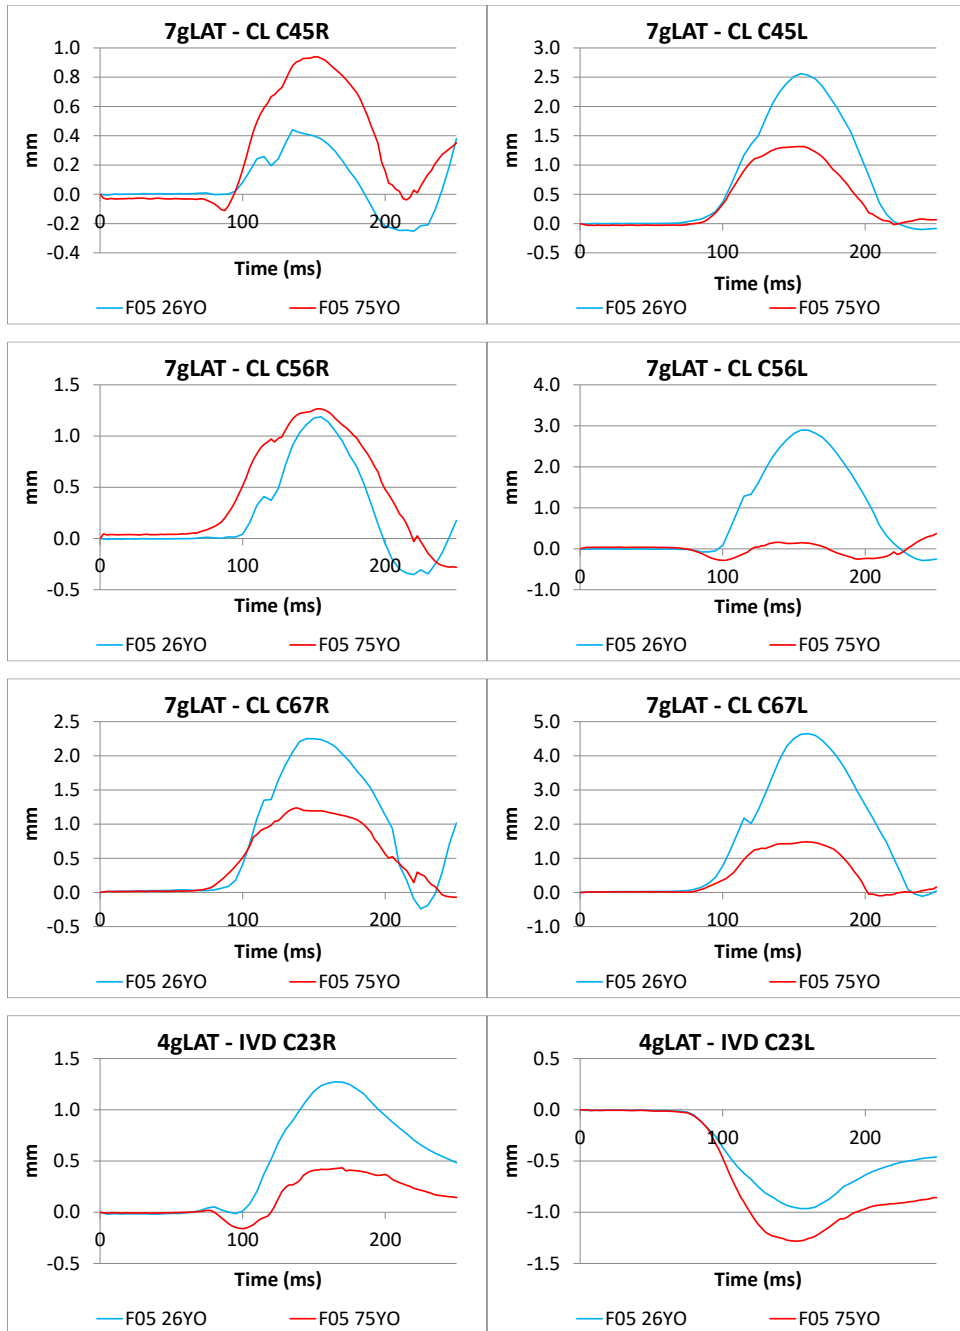 7gLAT - CL C45R
1.0
0.8
0.6
0.4
0.2
0.0
-0.2
-0.4
mm
0
100
200
Time (ms)
F05 26YO
F05 75YO
7gLAT - CL C45L
3.0
2.5
2.0
1.5
1.0
0.5
0.0
-0.5
mm
0
100
200
Time (ms)
F05 26YO
F05 75YO
7gLAT - CL C56R
1.5
1.0
0.5
0.0
-0.5
mm
0
100
200
Time (ms)
F05 26YO
F05 75YO
7gLAT - CL C56L
4.0
3.0
2.0
1.0
0.0
-1.0
mm
0
100
200
Time (ms)
F05 26YO
F05 75YO
7gLAT - CL C67R
2.5
2.0
1.5
1.0
0.5
0.0
-0.5
mm
0
100
200
Time (ms)
F05 26YO
F05 75YO
7gLAT - CL C67L
5.0
4.0
3.0
2.0
1.0
0.0
-1.0
mm
0
100
200
Time (ms)
F05 26YO
F05 75YO
4gLAT - IVD C23R
1.5
1.0
0.5
0.0
-0.5
mm
0
100
200
Time (ms)
F05 26YO
F05 75YO
4gLAT - IVD C23L
0.5
0.0
-0.5
-1.0
-1.5
mm
0
100
200
Time (ms)
F05 26YO
F05 75YO